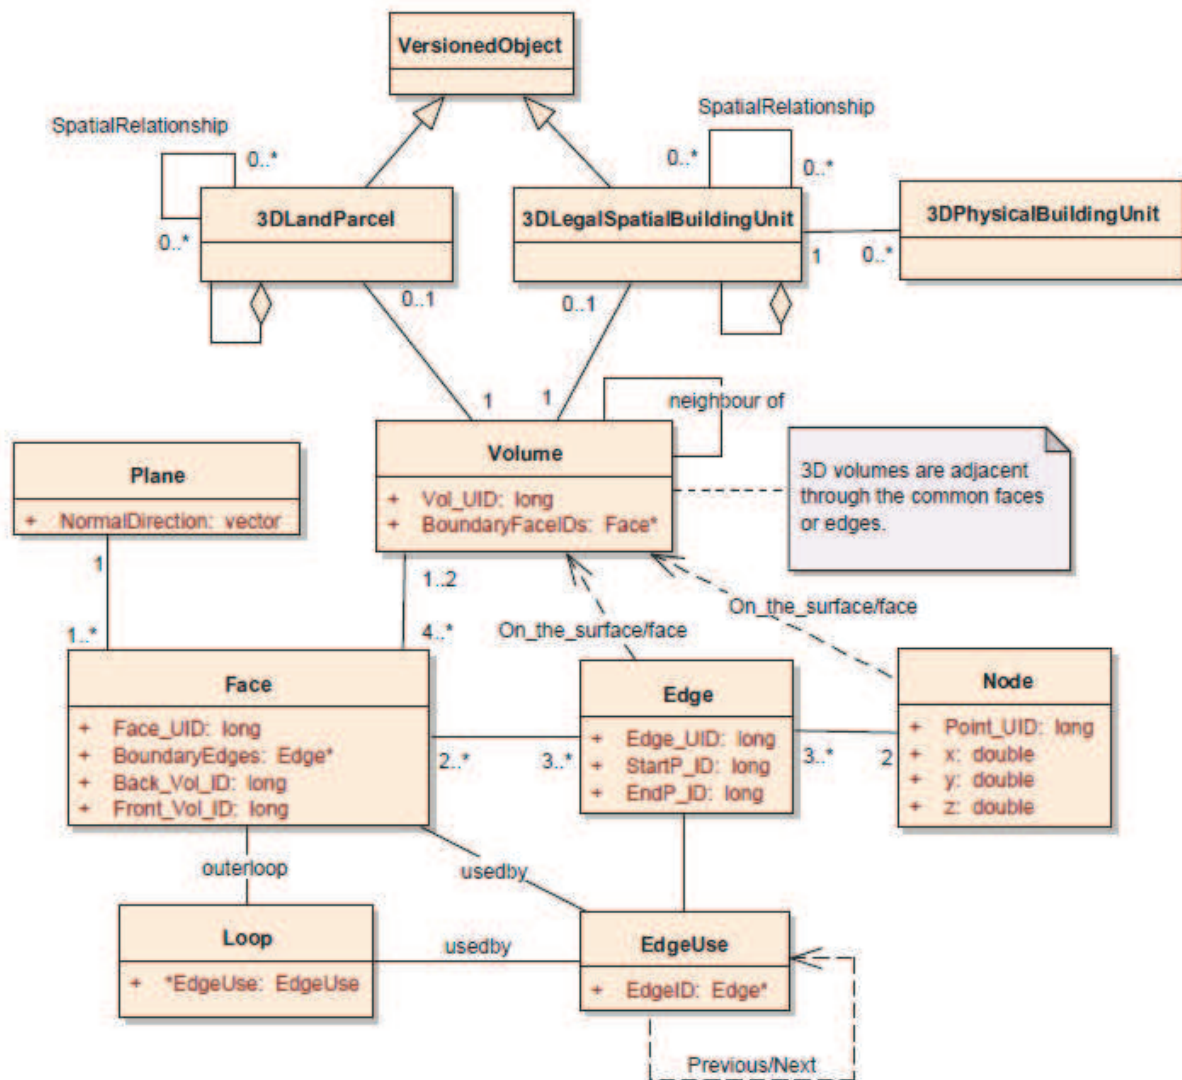 VersionedObject
SpatialRelationship
SpatialRelationship
0..*
0..*
0..*
3DLandParcel
3DLegalSpatialBuildingUnit
3DPhysicalBuildingUnit
0..*
1
0..*
0..1
0..1
1
1
neighbour of
Volume
+ Vol_UID: long
+ BoundaryFaceIDs: Face*
3D volumes are adjacent
through the common faces
or edges.
Plane
+ NormalDirection: vector
1
1..*
1..2
4..*
On_the_surface/face
On_the_surface/face
Face
+ Face_UID: long
+ BoundaryEdges: Edge*
+ Back_Vol_ID: long
+ Front_Vol_ID: long
2..*
3..*
Edge
+ Edge_UID: long
+ StartP_ID: long
+ EndP_ID: long
3..*
2
Node
+ Point_UID: long
+ x: double
+ y: double
+ z: double
outerloop
usedby
Loop
+ *EdgeUse: EdgeUse
usedby
EdgeUse
+ EdgeID: Edge*
Previous/Next